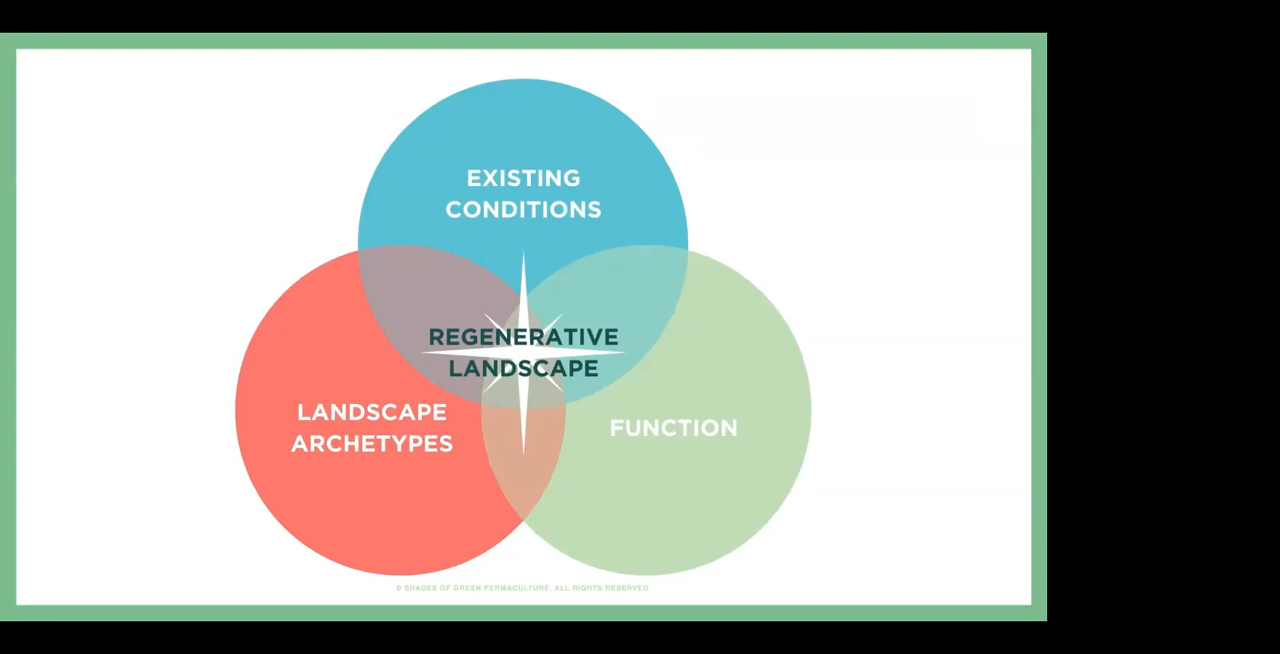 EXISTING
CONDITIONS
REGENERATIVE
LANDSCAPE
LANDSCAPE
ARCHETYPES
FUNCTION
© SHADES OF GREEN PERMACULTURE. ALL RIGHTS RESERVED.